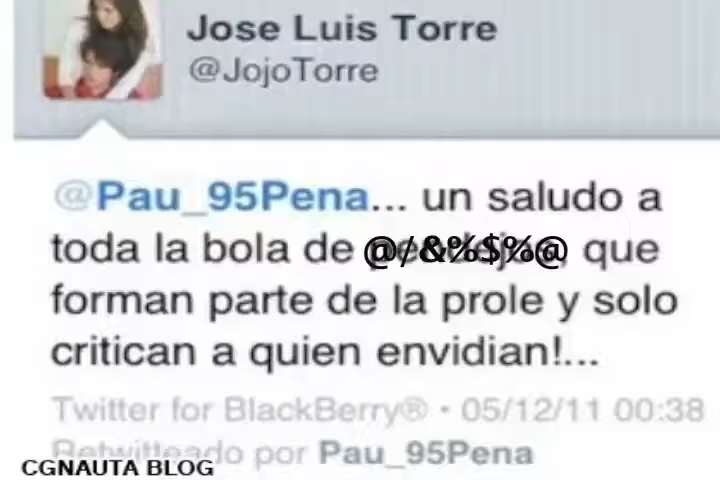 Jose Luis Torre
@JojoTorre
@Pau_95Pena... un saludo a
toda la bola de @/&%$%@, que
forman parte de la prole y solo
critican a quien envidian!...
Twitter for BlackBerry® • 05/12/11 00:38
Retwitteado por Pau_95Pena
CGNAUTA BLOG